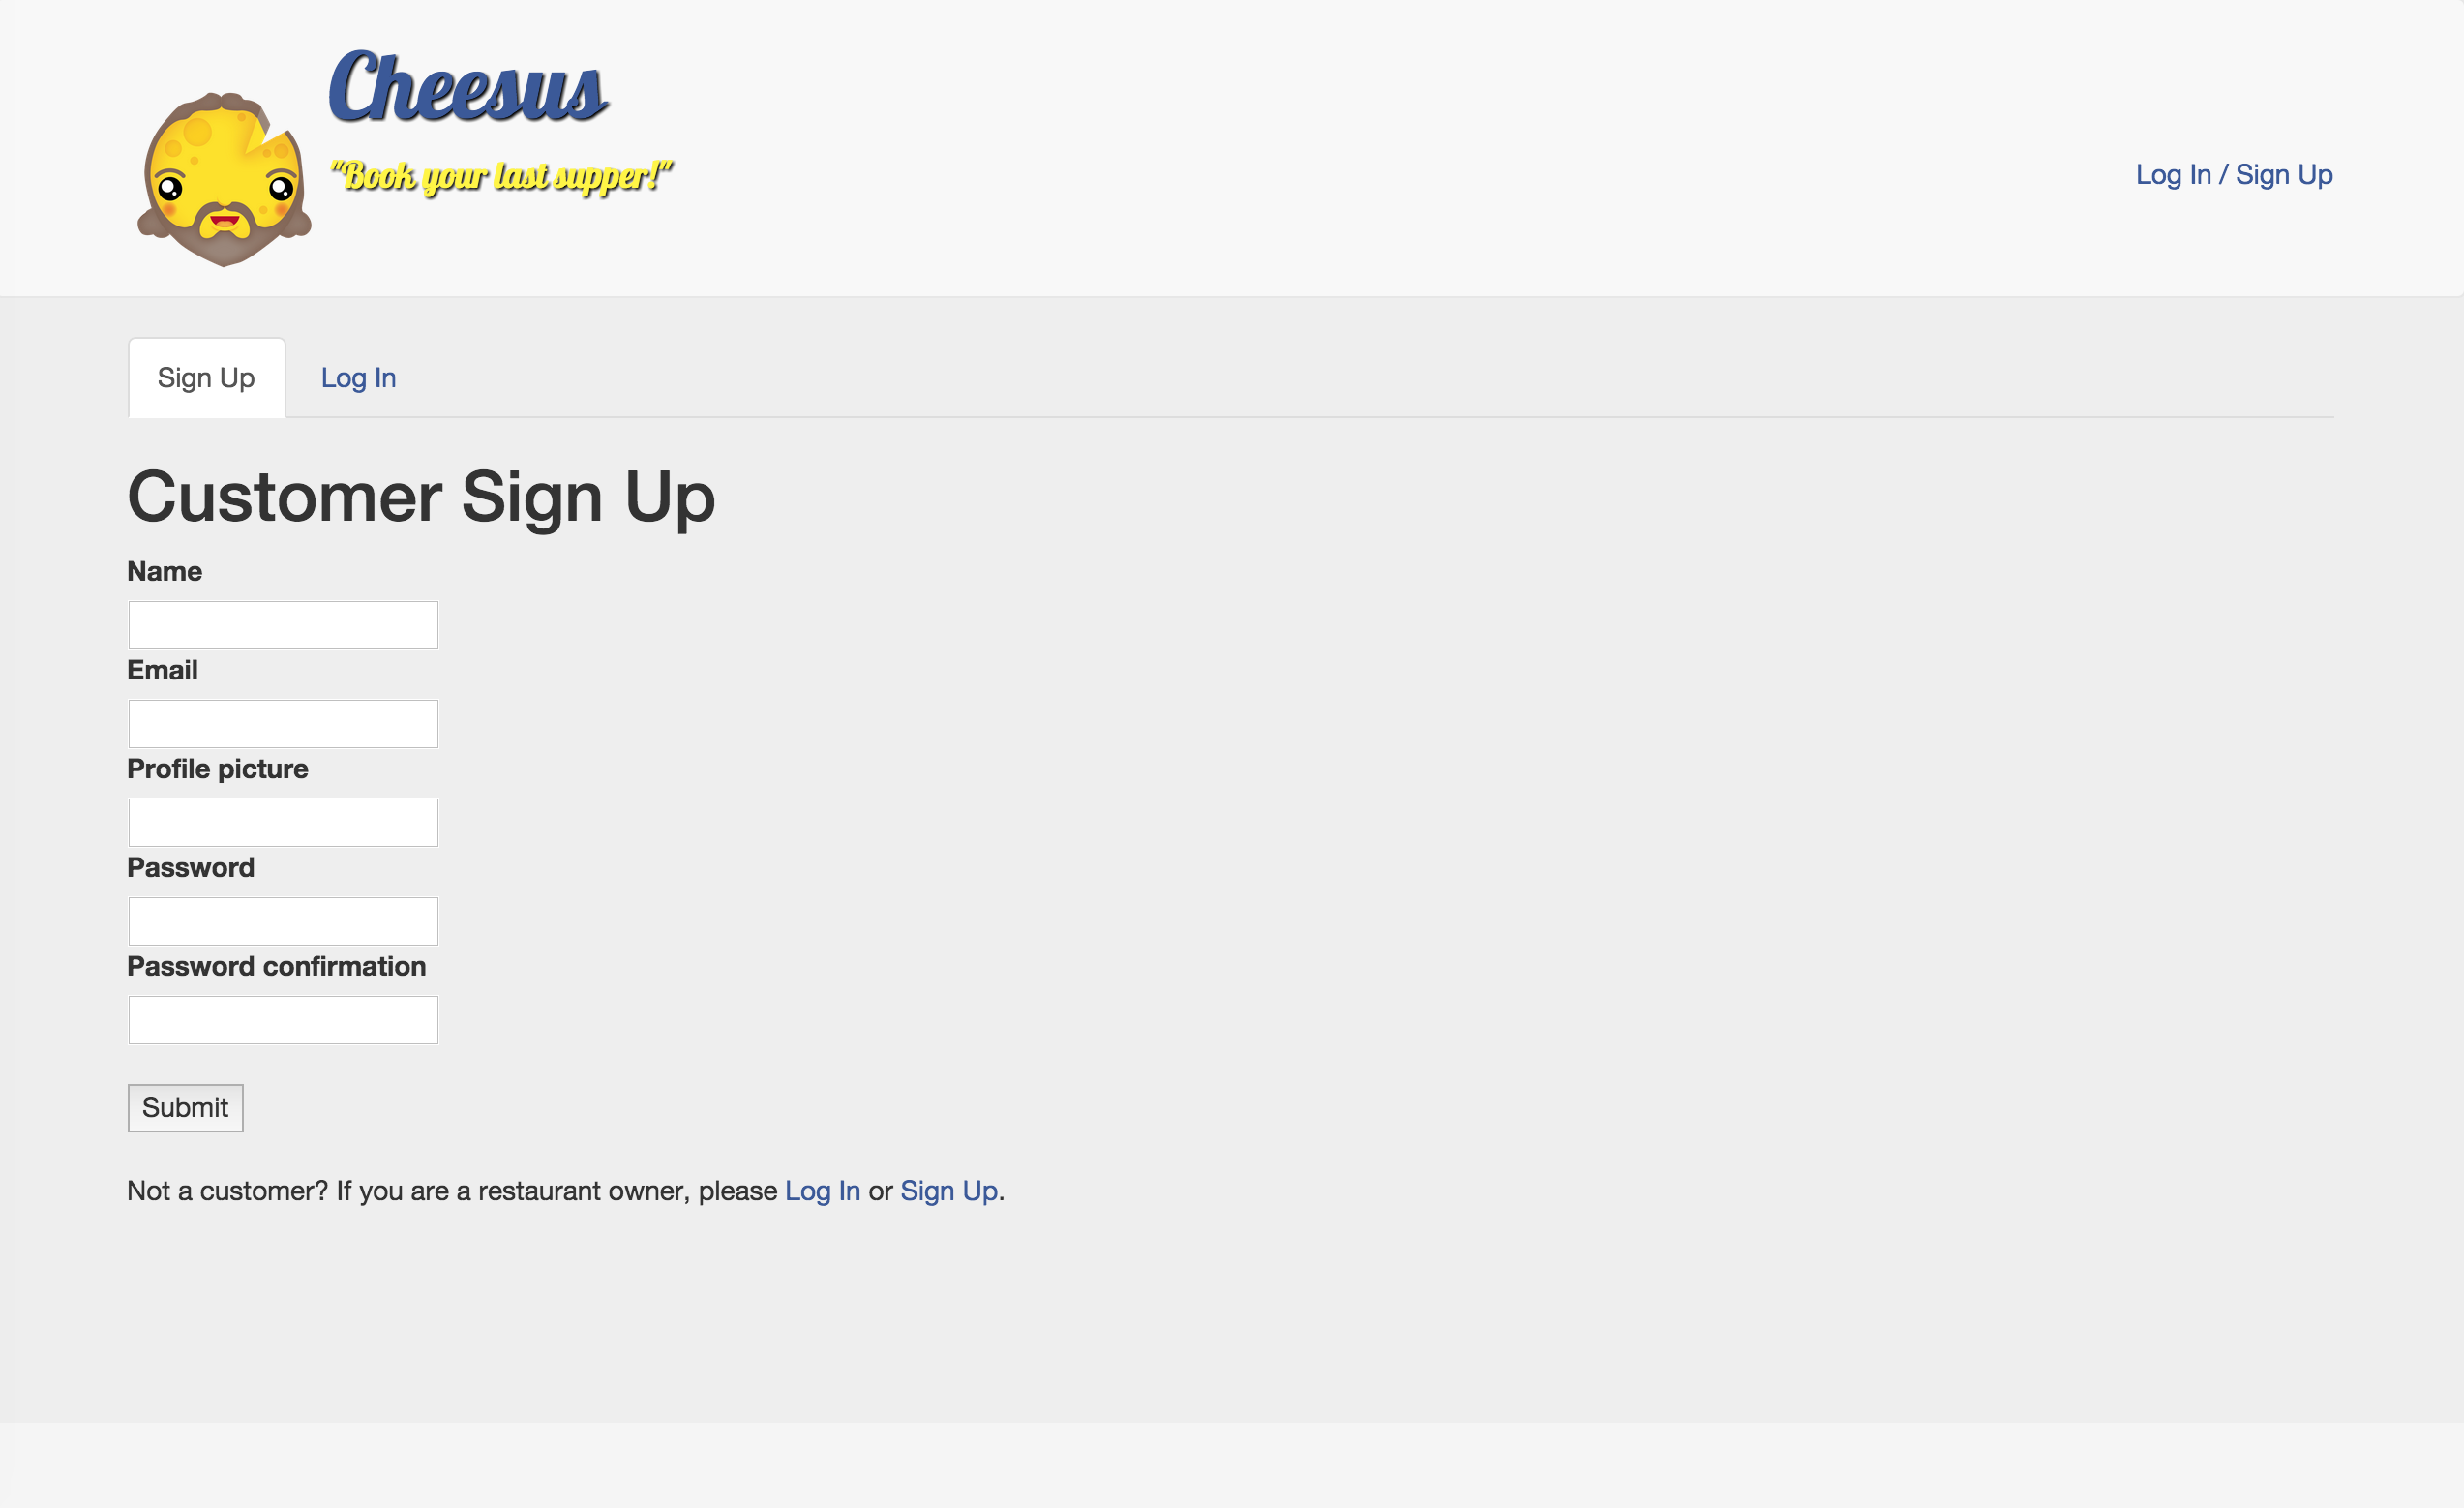 Cheesus
"Book your last supper!"
Log In / Sign Up
Sign Up
Log In
Customer Sign Up
Name
Email
Profile picture
Password
Password confirmation
Submit
Not a customer? If you are a restaurant owner, please Log In or Sign Up.